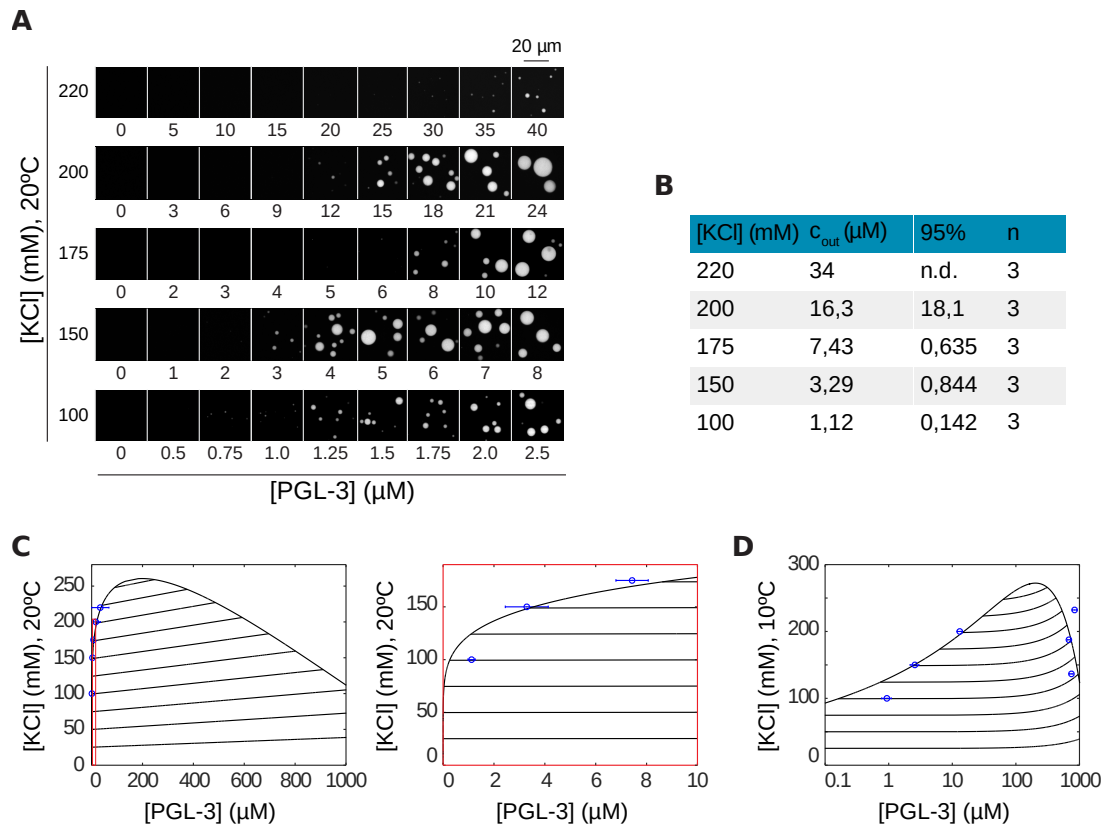 A
20 µm
220
0 5 10 15 20 25 30 35 40
200
0 3 6 9 12 15 18 21 24
175
0 2 3 4 5 6 8 10 12
150
0 1 2 3 4 5 6 7 8
100
0 0.5 0.75 1.0 1.25 1.5 1.75 2.0 2.5
[KCl] (mM), 20ºC
[PGL-3] (µM)
B
[KCl] (mM) cout (µM) 95% n
220 34 n.d. 3
200 16,3 18,1 3
175 7,43 0,635 3
150 3,29 0,844 3
100 1,12 0,142 3
C
[KCl] (mM), 20ºC
250
200
150
100
50
0
0 200 400 600 800 1000
[PGL-3] (µM)
[KCl] (mM), 20ºC
150
100
50
0
0 2 4 6 8 10
[PGL-3] (µM)
D
[KCl] (mM), 10ºC
300
200
100
0
0.1 1 10 100 1000
[PGL-3] (µM)